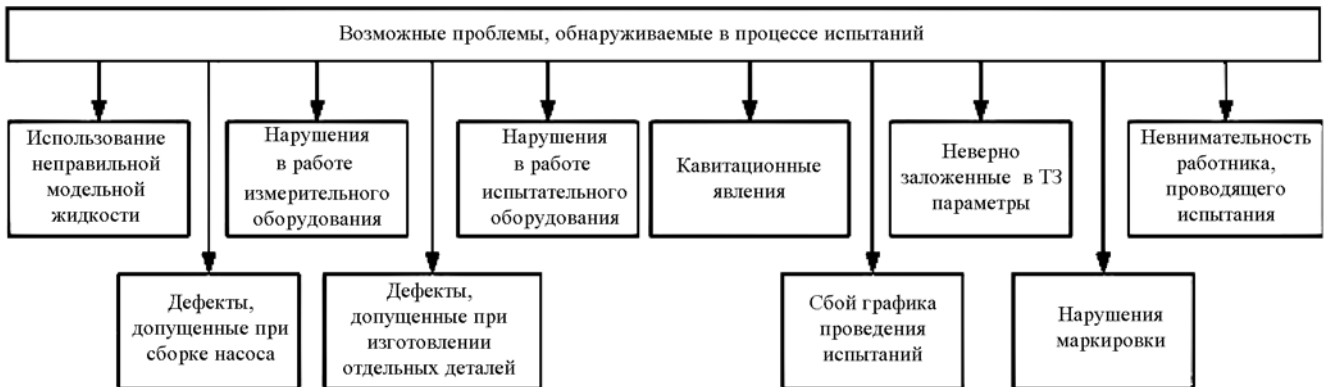 Возможные проблемы, обнаруживаемые в процессе испытаний
Использование
неправильной
модельной
жидкости
Нарушения
в работе
измерительного
оборудования
Нарушения
в работе
испытательного
оборудования
Кавитационные
явления
Неверно
заложенные в ТЗ
параметры
Невнимательность
работника,
проводящего
испытания
Дефекты,
допущенные при
сборке насоса
Дефекты,
допущенные при
изготовлении
отдельных деталей
Сбой графика
проведения
испытаний
Нарушения
маркировки